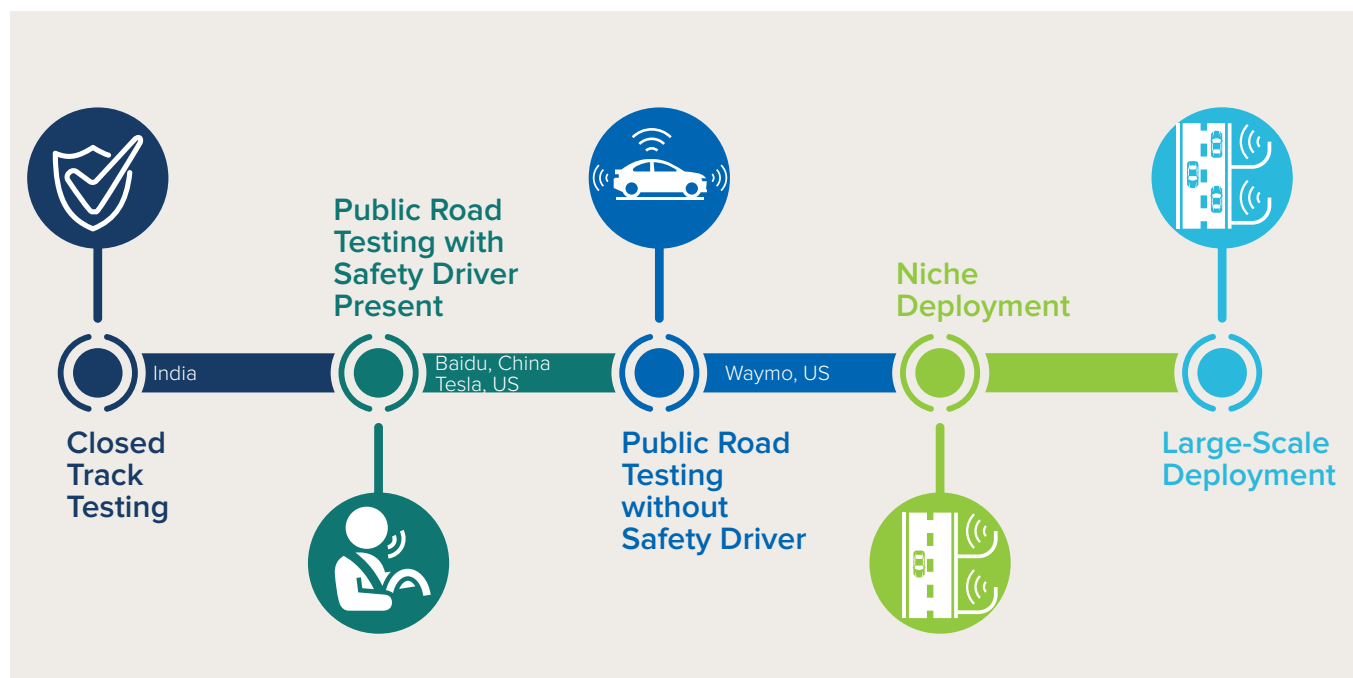 Public Road
Testing with
Safety Driver
Present
Niche
Deployment
India
Baidu, China
Tesla, US
Waymo, US
Closed
Track
Testing
Public Road
Testing
without
Safety Driver
Large-Scale
Deployment